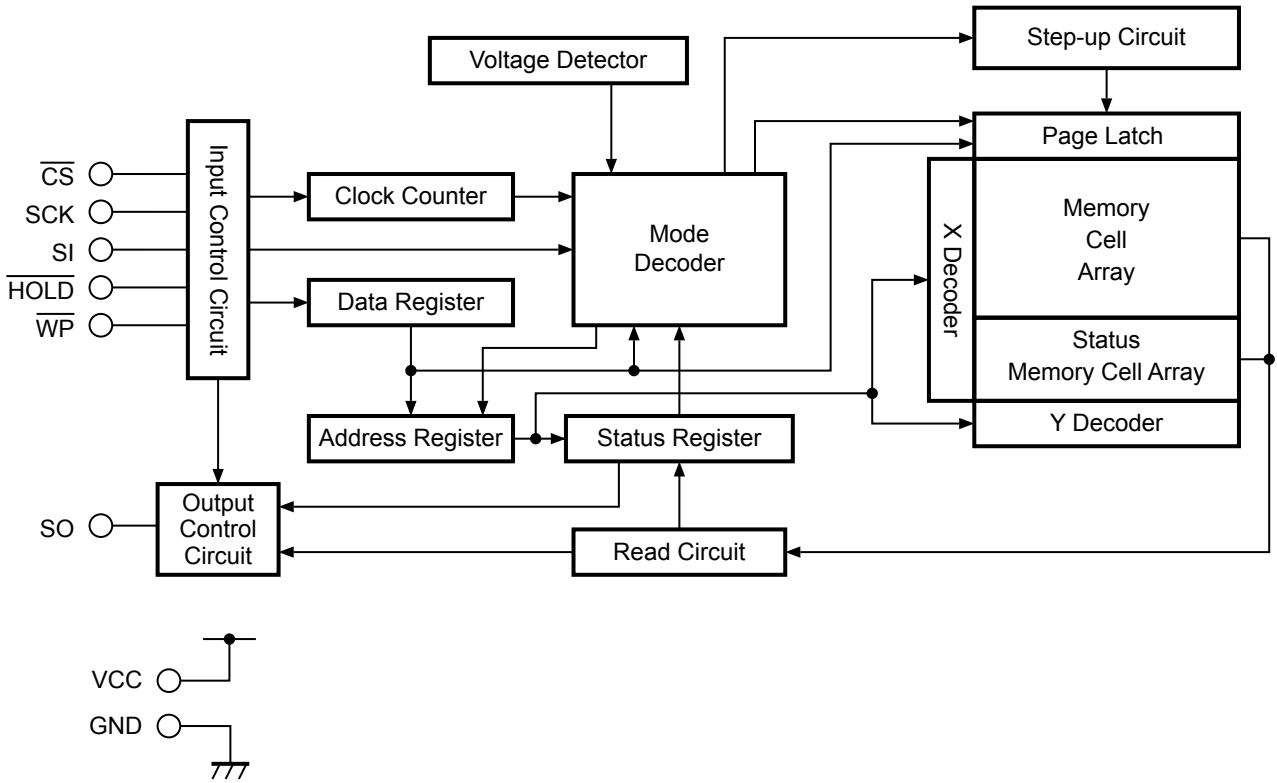 Step-up Circuit
Voltage Detector
Page Latch
Input Control Circuit
CS
SCK
SI
HOLD
WP
Clock Counter
Mode
Decoder
X Decoder
Memory
Cell
Array
Data Register
Status
Memory Cell Array
Address Register
Status Register
Y Decoder
SO
Output
Control
Circuit
Read Circuit
VCC
GND